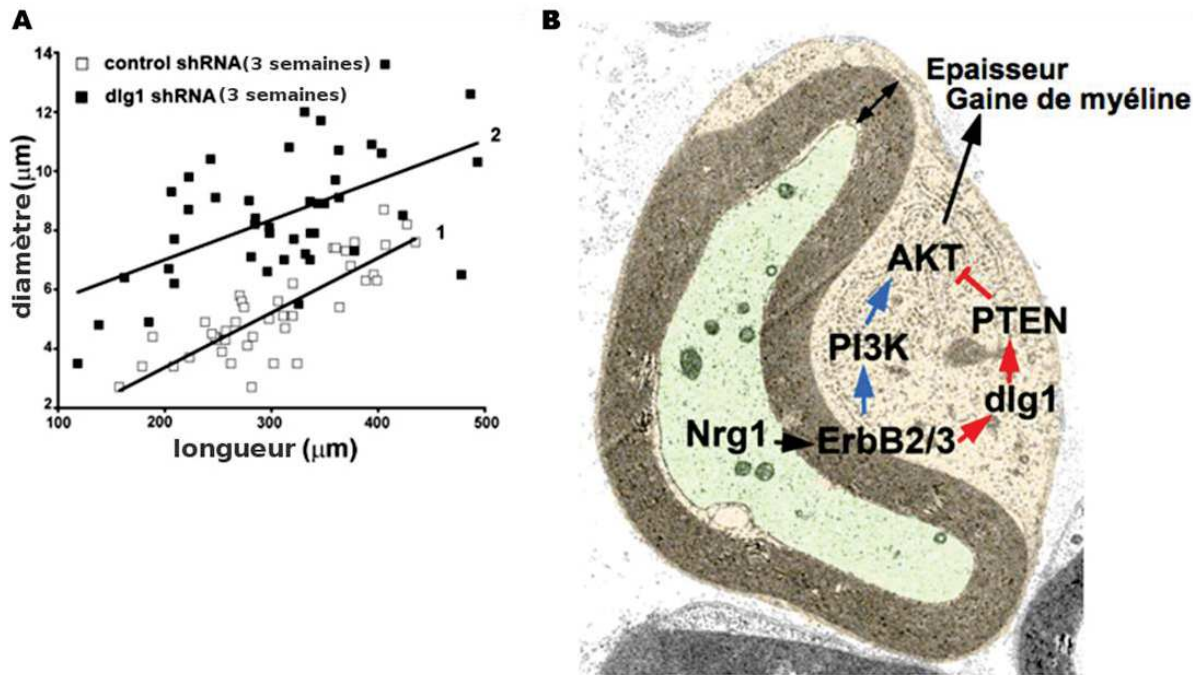 A
14
12
10
8
6
4
2
diamètre(μm)
control shRNA(3 semaines)
dlg1 shRNA(3 semaines)
2
1
100
200
300
400
500
longueur (μm)
B
Epaisseur
Gaine de myéline
AKT
PTEN
PI3K
dlg1
Nrg1
ErbB2/3